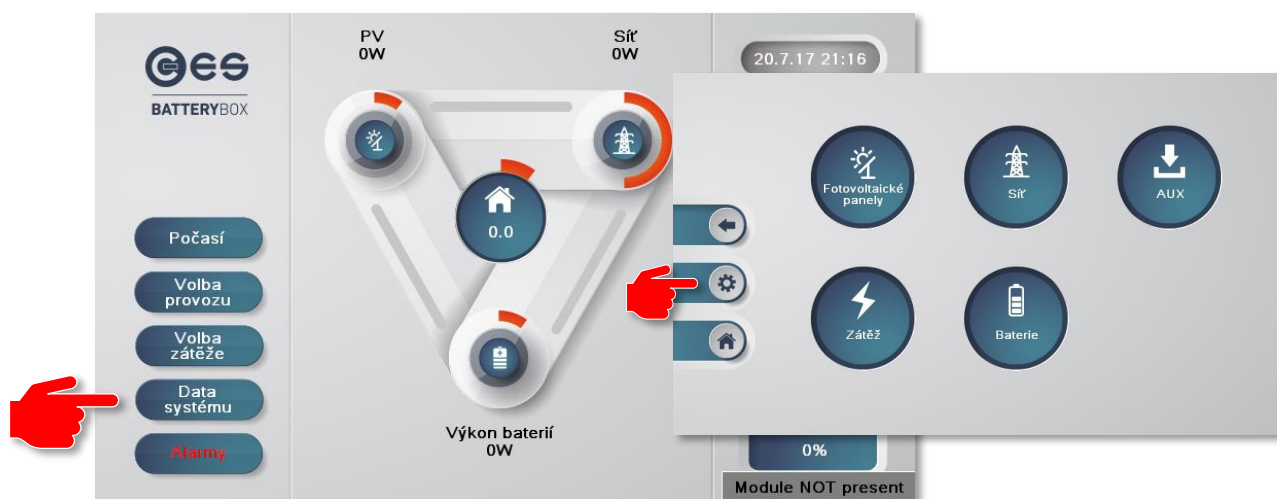 GES
BATTERYBOX
Počasí
Volba
provozu
Volba
zátěže
Data
systému
Alarmy
PV
0W
Síť
0W
0.0
Výkon baterií
0W
20.7.17 21:16
0%
Module NOT present
Fotovoltaické
panely
Síť
AUX
Zátěž
Baterie